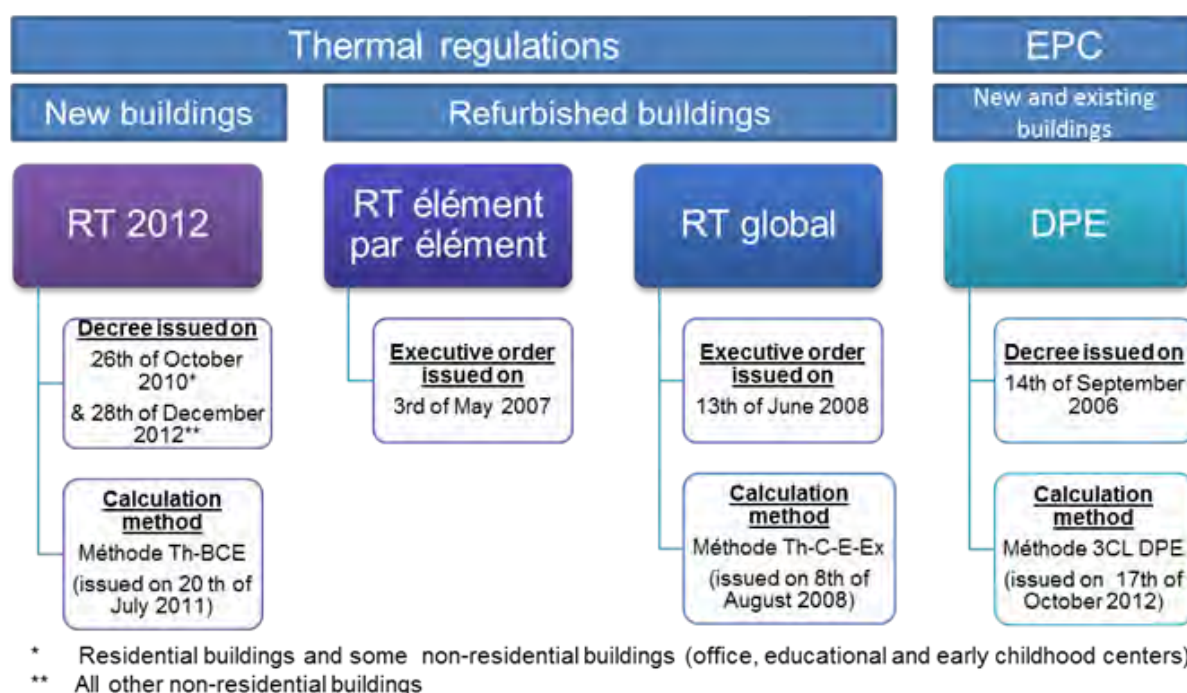 Thermal regulations
EPC
New buildings
Refurbished buildings
New and existing
buildings
RT 2012
RT élément
par élément
RT global
DPE
Decree issued on
26th of October
2010*
& 28th of December
2012**
Executive order
issued on
3rd of May 2007
Executive order
issued on
13th of June 2008
Decree issued on
14th of September
2006
Calculation
method
Méthode Th-BCE
(issued on 20 th of
July 2011)
Calculation
method
Méthode Th-C-E-Ex
(issued on 8th of
August 2008)
Calculation
method
Méthode 3CL DPE
(issued on 17th of
October 2012)
* Residential buildings and some non-residential buildings (office, educational and early childhood centers)
** All other non-residential buildings